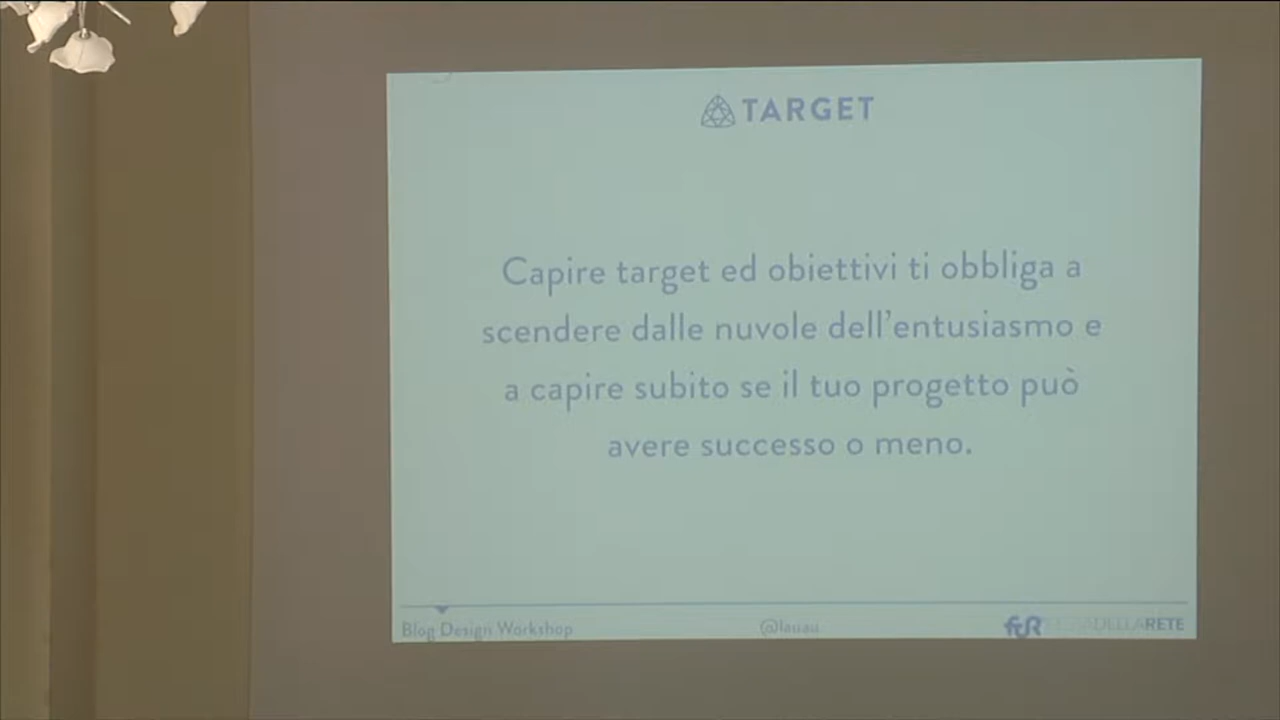 TARGET
Capire target ed obiettivi ti obbliga a
scendere dalle nuvole dell'entusiasmo e
a capire subito se il tuo progetto può
avere successo o meno.
Blog Design Workshop
@lauau
fdR DELLARETE